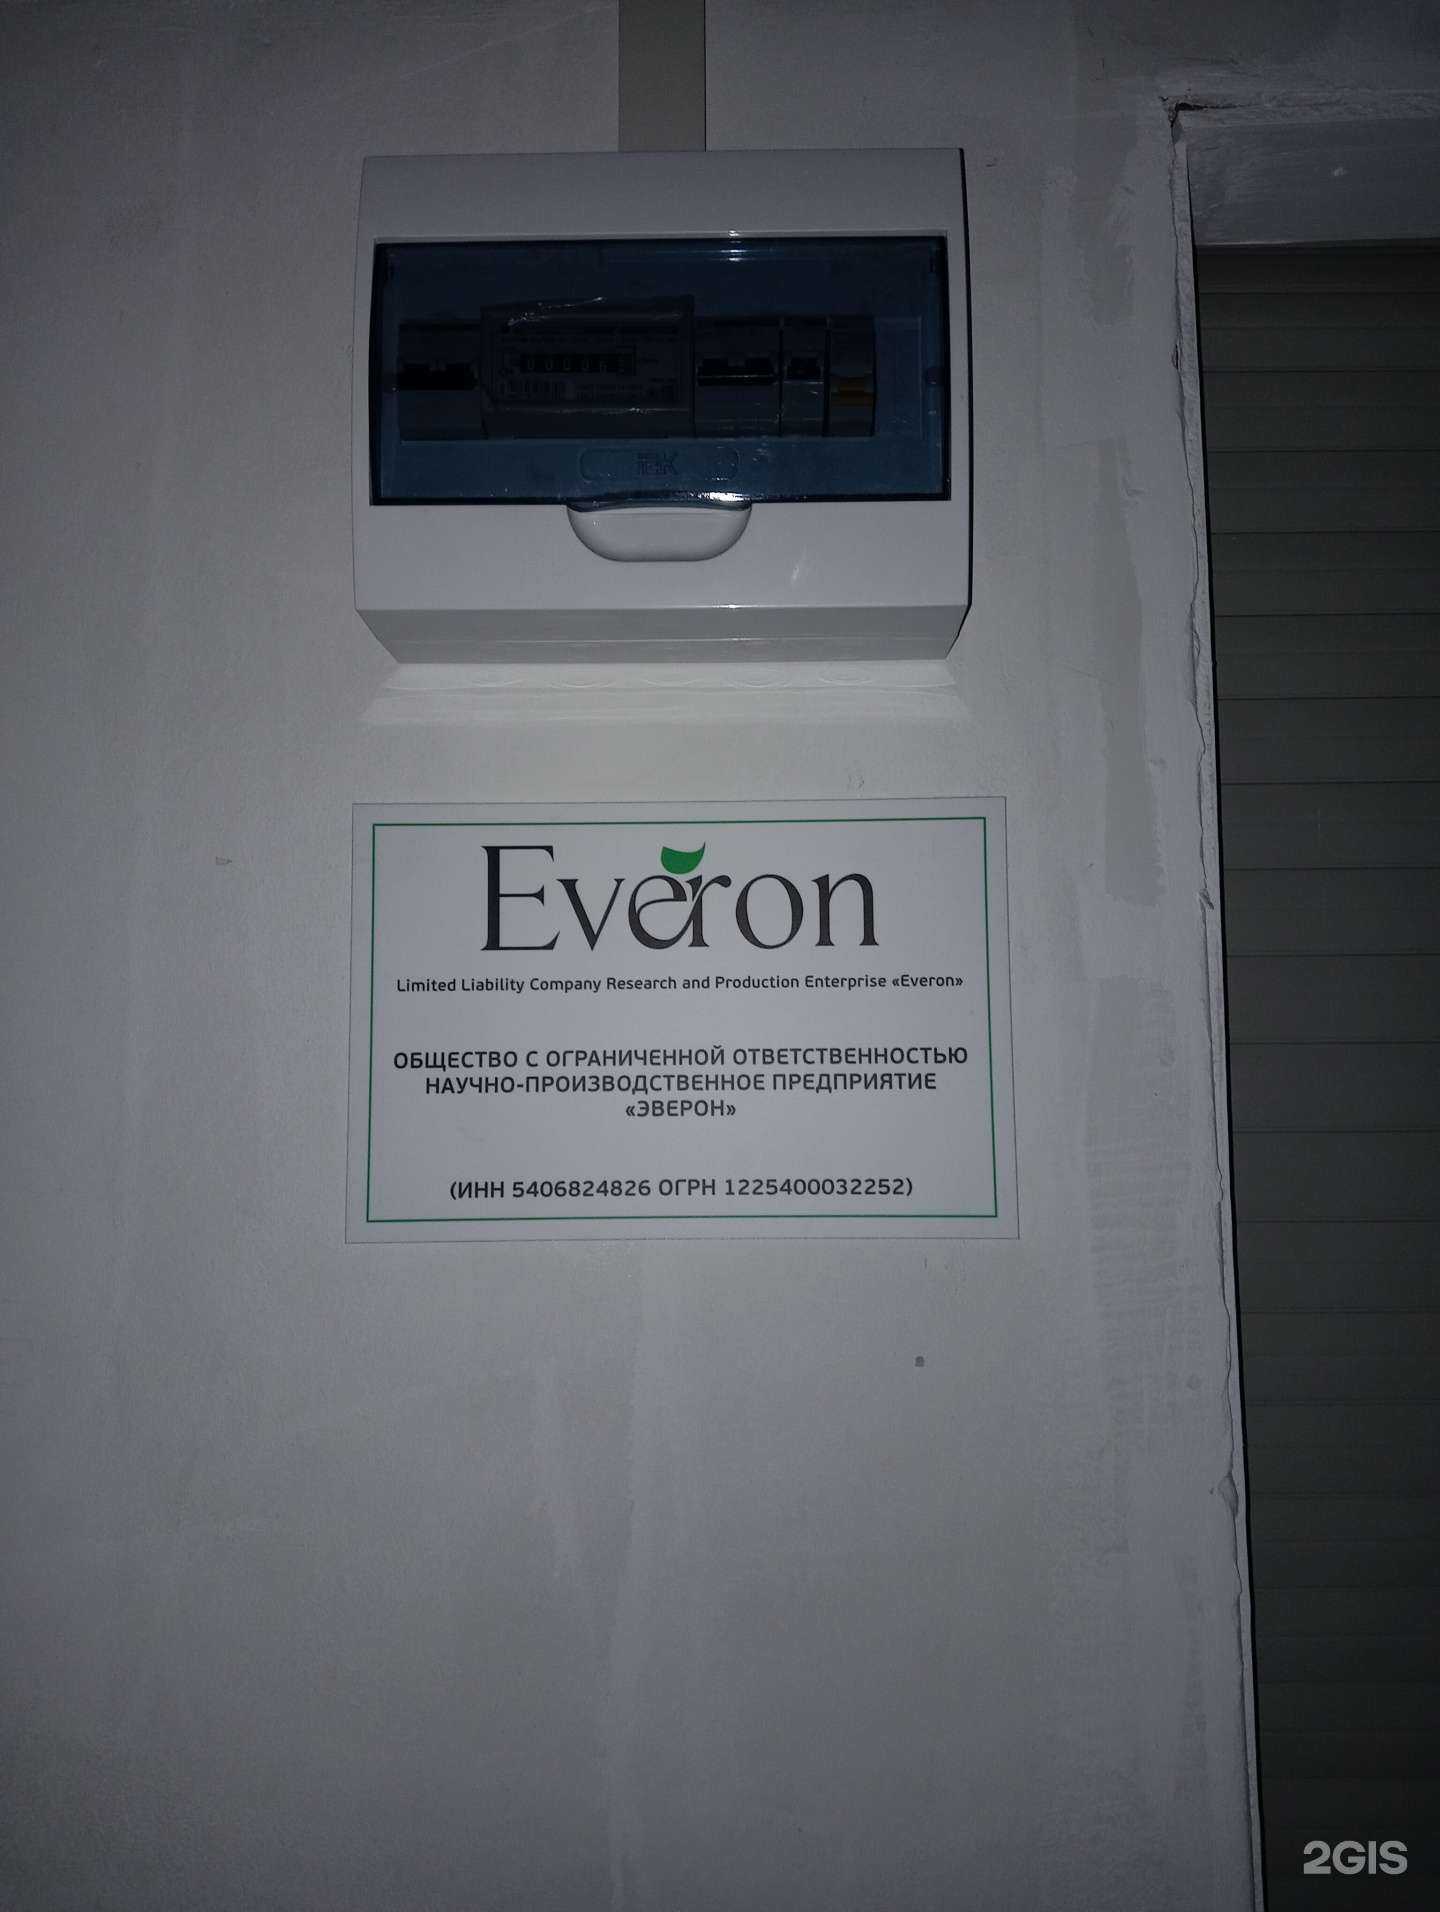 IEK
Everon
Limited Liability Company Research and Production Enterprise «Everon»
ОБЩЕСТВО С ОГРАНИЧЕННОЙ ОТВЕТСТВЕННОСТЬЮ
НАУЧНО-ПРОИЗВОДСТВЕННОЕ ПРЕДПРИЯТИЕ
«ЭВЕРОН»
(ИНН 5406824826 ОГРН 1225400032252)
2GIS